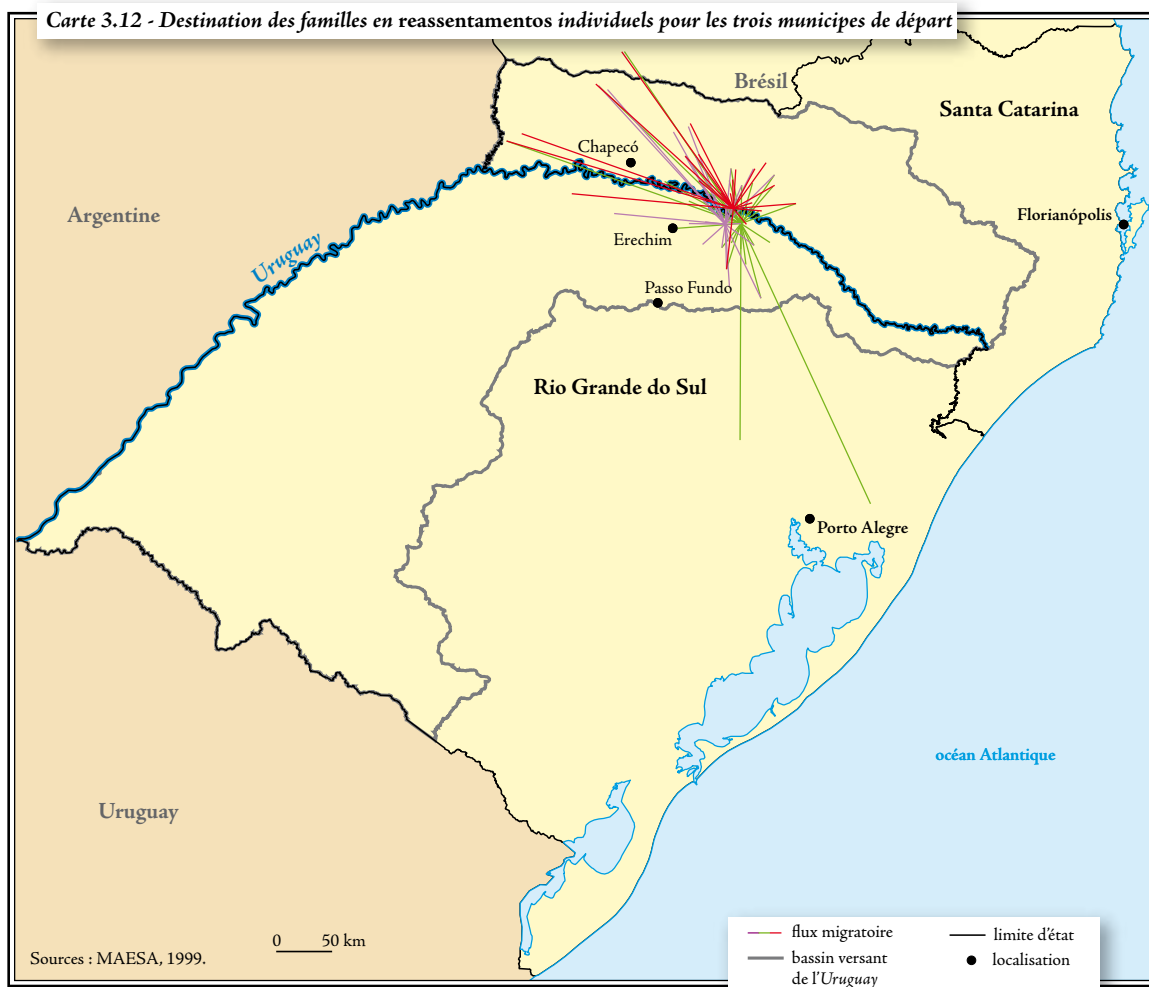 Carte 3.12 - Destination des familles en reassentamentos individuels pour les trois municipes de départ
Brésil
Santa Catarina
Chapecó
Argentine
Florianópolis
Uruguay
Erechim
Passo Fundo
Rio Grande do Sul
Porto Alegre
océan Atlantique
Uruguay
0 50 km
Sources : MAESA, 1999.
flux migratoire
bassin versant
de l'Uruguay
limite d'état
localisation